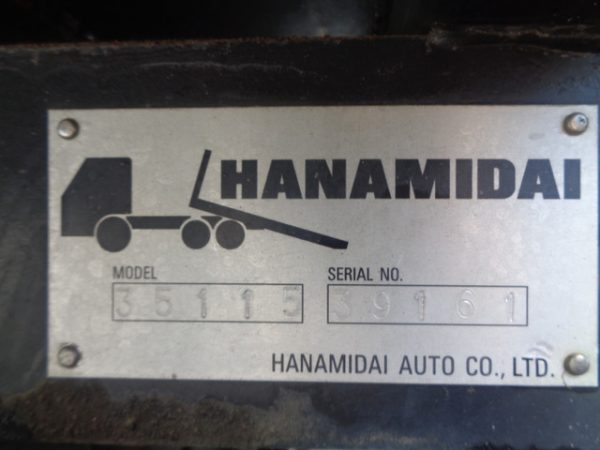 HANAMIDAI
MODEL SERIAL NO.
35115 39161
HANAMIDAI AUTO CO., LTD.